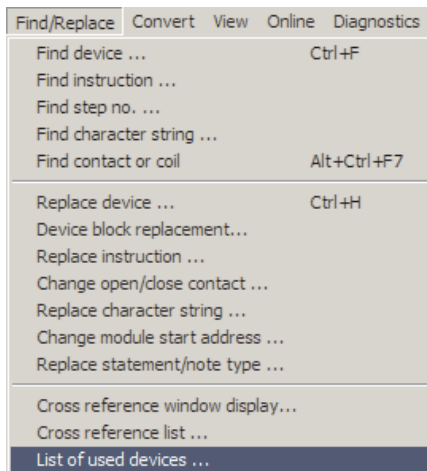 Find/Replace Convert View Online Diagnostics
Find device ... Ctrl+F
Find instruction ...
Find step no. ...
Find character string ...
Find contact or coil Alt+Ctrl+F7
Replace device ... Ctrl+H
Device block replacement...
Replace instruction ...
Change open/close contact ...
Replace character string ...
Change module start address ...
Replace statement/note type ...
Cross reference window display...
Cross reference list ...
List of used devices ...